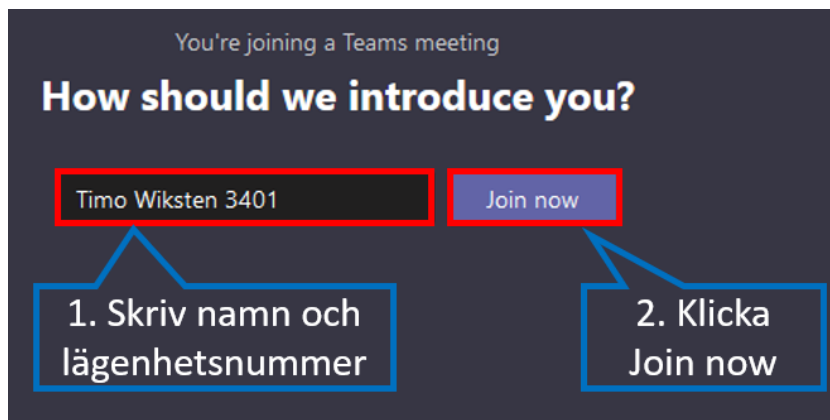 You're joining a Teams meeting
How should we introduce you?
Timo Wiksten 3401
Join now
1. Skriv namn och
lägenhetsnummer
2. Klicka
Join now